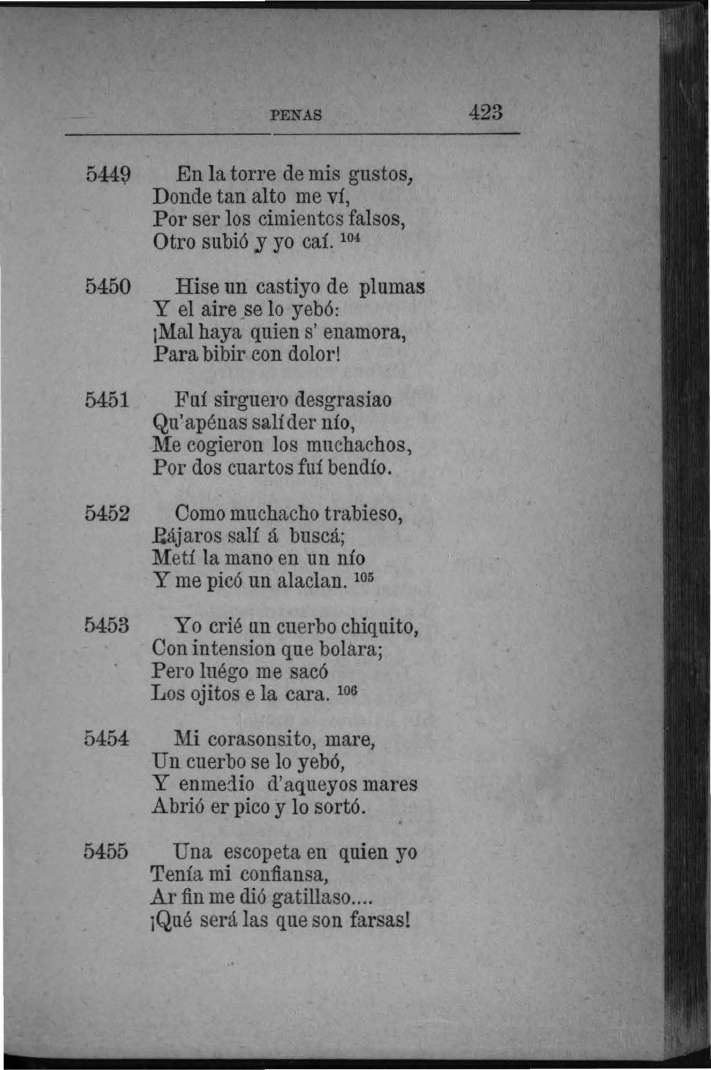 PENAS 423
5449 En la torre de mis gustos,
Donde tan alto me ví,
Por ser los cimientos falsos,
Otro subió y yo caí. 104
5450 Hise un castiyo de plumas
Y el aire se lo yebó:
¡Mal haya quien s' enamora,
Para bibir con dolor!
5451 Fuí sirguero desgrasiao
Qu'apénas salí der nío,
Me cogieron los muchachos,
Por dos cuartos fuí bendío.
5452 Como muchacho trabieso,
Pájaros salí á buscá;
Metí la mano en un nío
Y me picó un alaclan. 105
5453 Yo crié un cuerbo chiquito,
Con intension que bolara;
Pero luégo me sacó
Los ojitos e la cara. 106
5454 Mi corasonsito, mare,
Un cuerbo se lo yebó,
Y enmedio d'aqueyos mares
Abrió er pico y lo sortó.
5455 Una escopeta en quien yo
Tenía mi confiansa,
Ar fin me dió gatillaso....
¡Qué será las que son farsas!